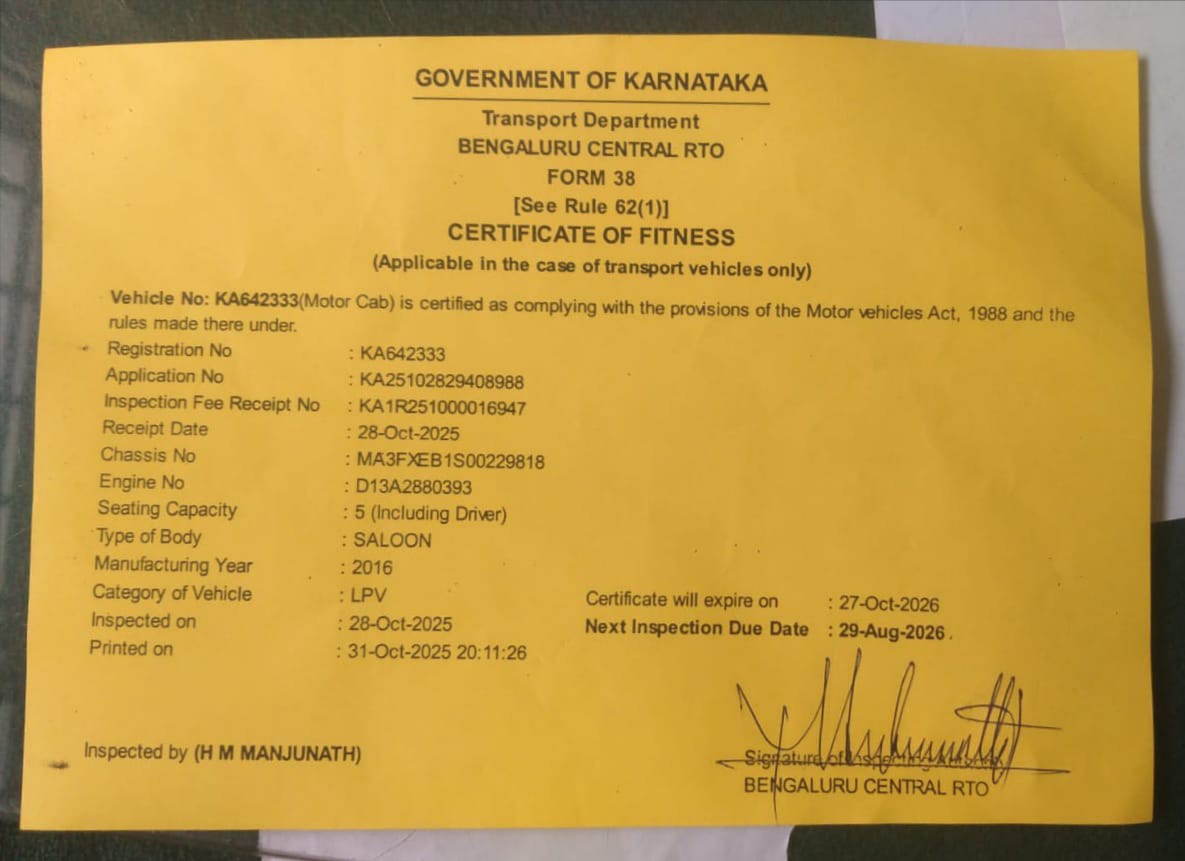 GOVERNMENT OF KARNATAKA
Transport Department
BENGALURU CENTRAL RTO
FORM 38
[See Rule 62(1)]
CERTIFICATE OF FITNESS
(Applicable in the case of transport vehicles only)
Vehicle No: KA642333(Motor Cab) is certified as complying with the provisions of the Motor vehicles Act, 1988 and the
rules made there under.
Registration No : KA642333
Application No : KA25102829408988
Inspection Fee Receipt No : KA1R251000016947
Receipt Date : 28-Oct-2025
Chassis No : MA3FXEB1S00229818
Engine No : D13A2880393
Seating Capacity : 5 (Including Driver)
Type of Body : SALOON
Manufacturing Year : 2016
Category of Vehicle : LPV Certificate will expire on : 27-Oct-2026
Inspected on : 28-Oct-2025 Next Inspection Due Date : 29-Aug-2026
Printed on : 31-Oct-2025 20:11:26
Inspected by (H M MANJUNATH)
Signature of
BENGALURU CENTRAL RTO